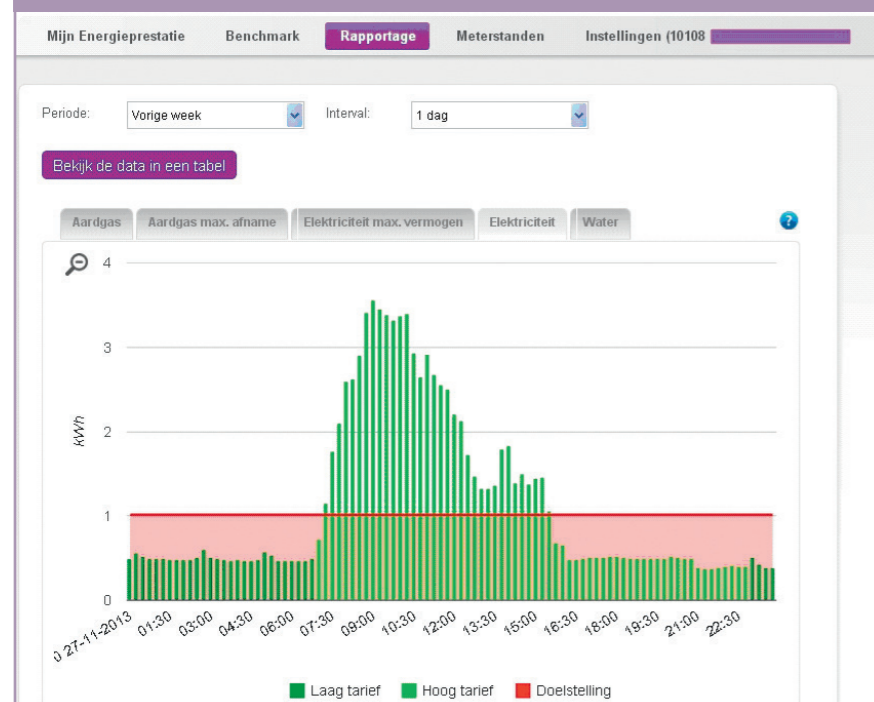 Mijn Energieprestatie Benchmark Rapportage Meterstanden Instellingen (10108
Periode: Vorige week Interval: 1 dag
Bekijk de data in een tabel
Aardgas Aardgas max. afname Elektriciteit max. vermogen Elektriciteit Water ?
4
3
2
1
0
kWh
0 27-11-2013 01:30 03:00 04:30 06:00 07:30 09:00 10:30 12:00 13:30 15:00 16:30 18:00 19:30 21:00 22:30
Laag tarief Hoog tarief Doelstelling